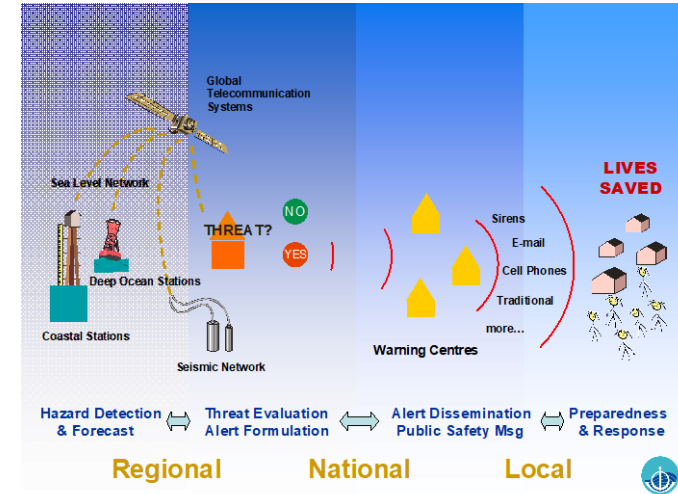 Global
Telecommunication
Systems
LIVES
SAVED
Sea Level Network
Sirens
NO
THREAT?
E-mail
YES
Cell Phones
Deep Ocean Stations
Traditional
Coastal Stations
more...
Warning Centres
Seismic Network
Hazard Detection
& Forecast
Threat Evaluation
Alert Formulation
Alert Dissemination
Public Safety Msg
Preparedness
& Response
Regional
National
Local